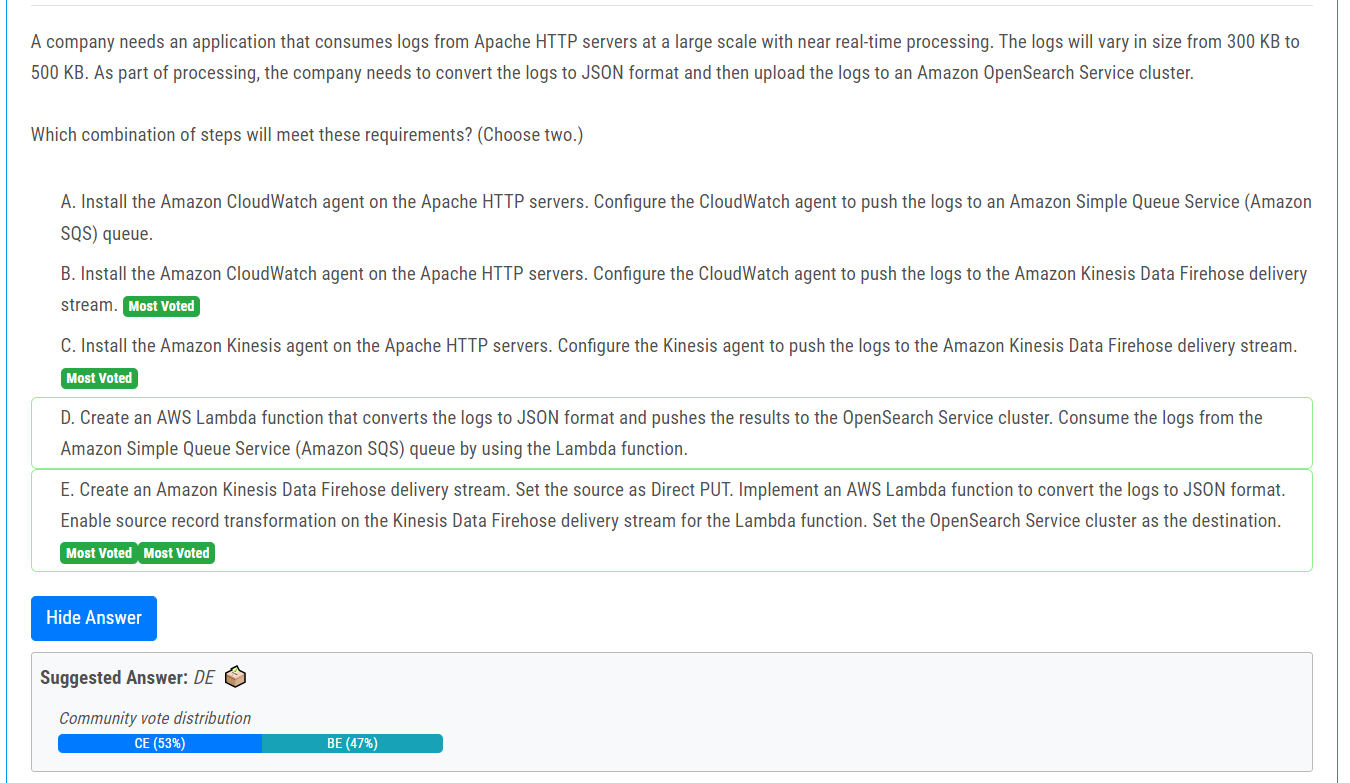 A company needs an application that consumes logs from Apache HTTP servers at a large scale with near real-time processing. The logs will vary in size from 300 KB to
500 KB. As part of processing, the company needs to convert the logs to JSON format and then upload the logs to an Amazon OpenSearch Service cluster.
Which combination of steps will meet these requirements? (Choose two.)
A. Install the Amazon CloudWatch agent on the Apache HTTP servers. Configure the CloudWatch agent to push the logs to an Amazon Simple Queue Service (Amazon
SQS) queue.
B. Install the Amazon CloudWatch agent on the Apache HTTP servers. Configure the CloudWatch agent to push the logs to the Amazon Kinesis Data Firehose delivery
stream. Most Voted
C. Install the Amazon Kinesis agent on the Apache HTTP servers. Configure the Kinesis agent to push the logs to the Amazon Kinesis Data Firehose delivery stream.
Most Voted
D. Create an AWS Lambda function that converts the logs to JSON format and pushes the results to the OpenSearch Service cluster. Consume the logs from the
Amazon Simple Queue Service (Amazon SQS) queue by using the Lambda function.
E. Create an Amazon Kinesis Data Firehose delivery stream. Set the source as Direct PUT. Implement an AWS Lambda function to convert the logs to JSON format.
Enable source record transformation on the Kinesis Data Firehose delivery stream for the Lambda function. Set the OpenSearch Service cluster as the destination.
Most Voted Most Voted
Hide Answer
Suggested Answer: DE
Community vote distribution
CE (53%) BE (47%)